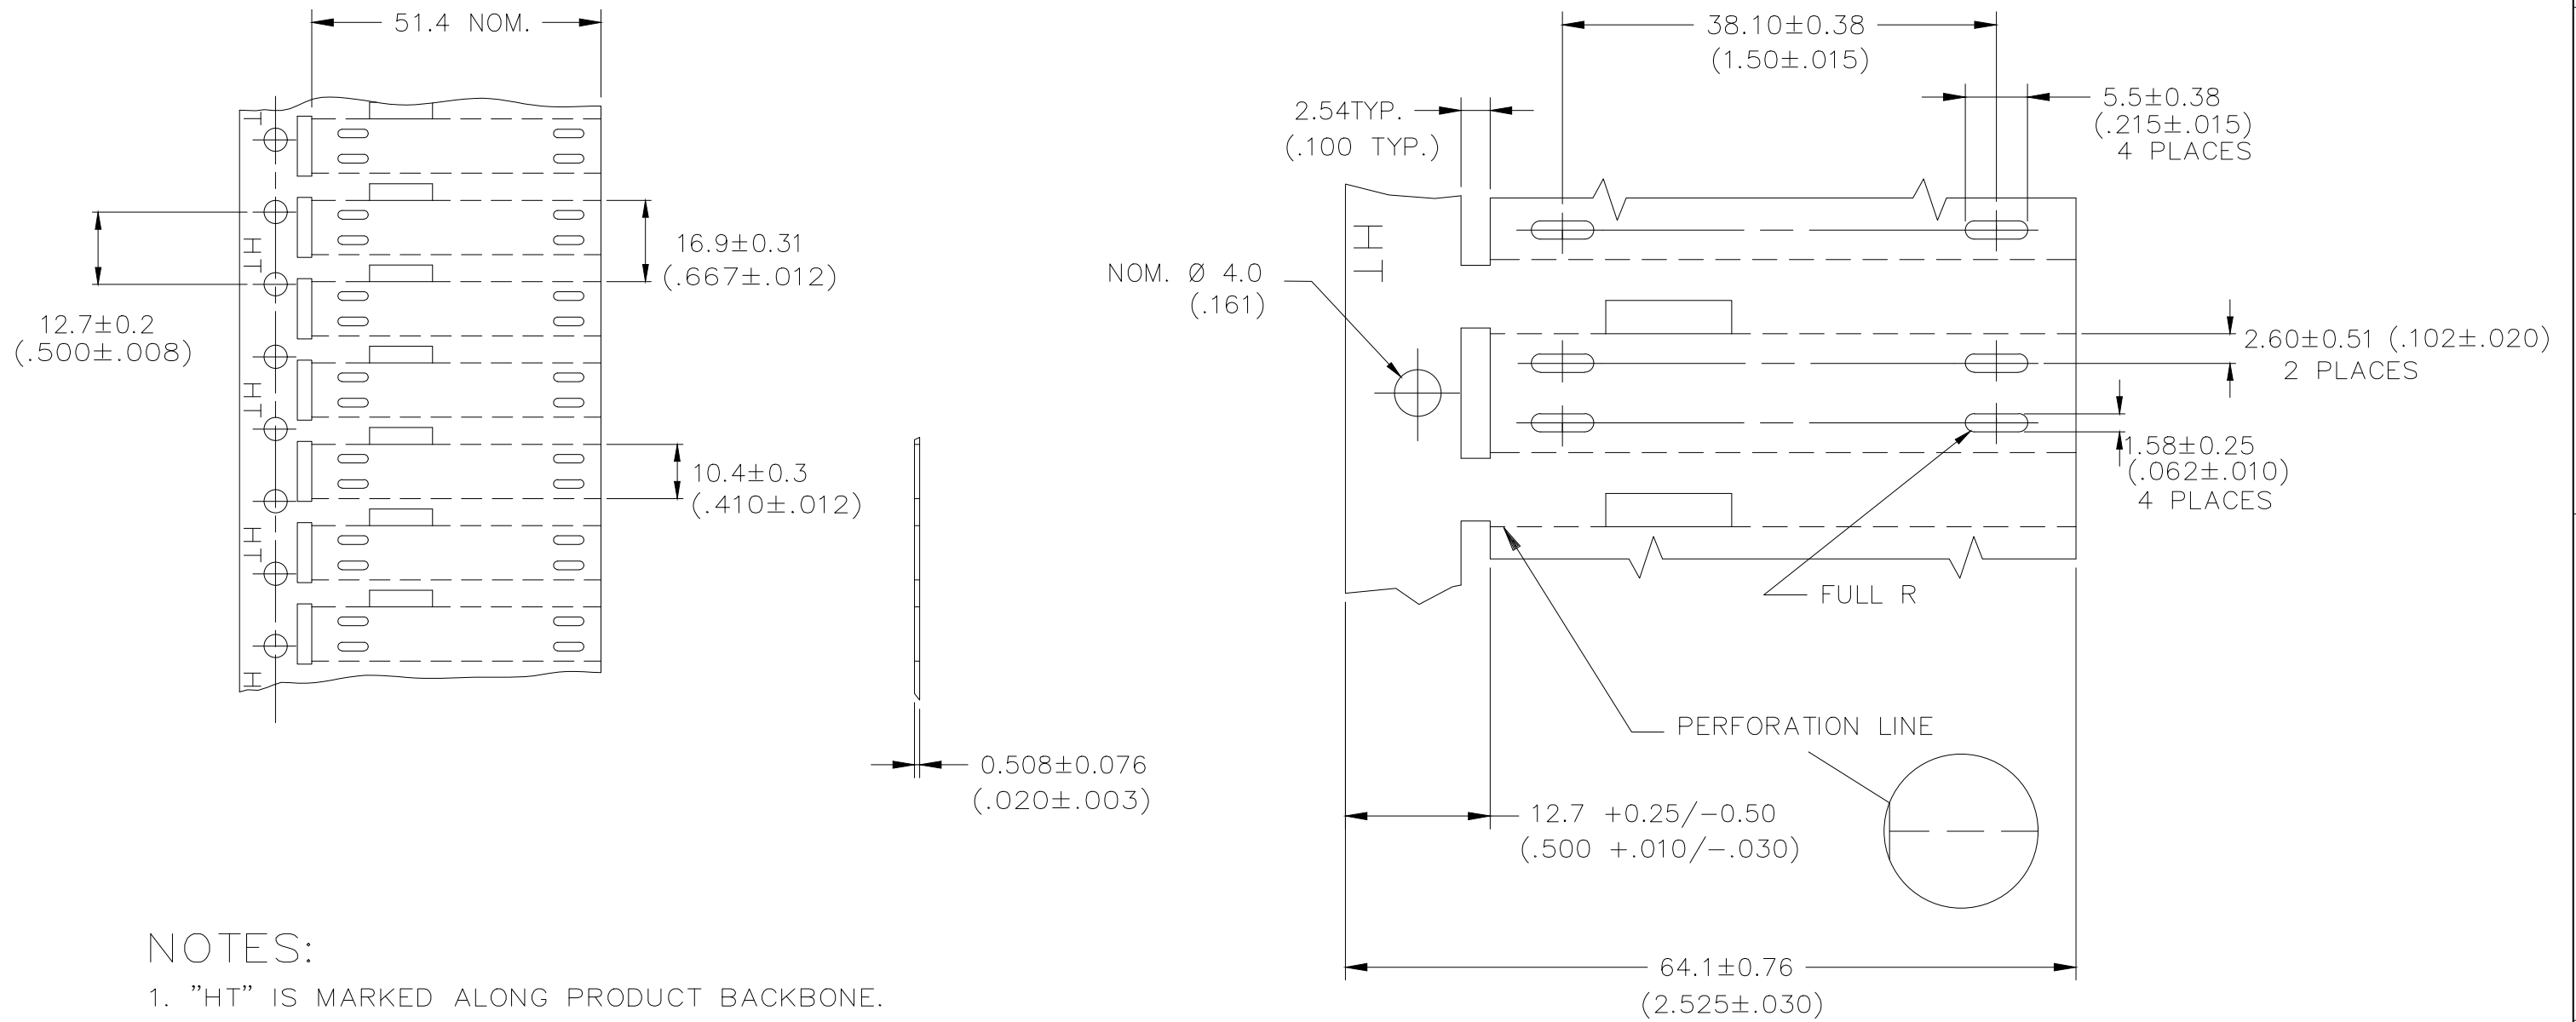 51.4 NOM.
16.9±0.31
(.667±.012)
12.7±0.2
(.500±.008)
10.4±0.3
(.410±.012)
T
HT
HT
HT
H
0.508±0.076
(.020±.003)
38.10±0.38
(1.50±.015)
2.54TYP.
(.100 TYP.)
5.5±0.38
(.215±.015)
4 PLACES
HT
NOM. Ø 4.0
(.161)
2.60±0.51 (.102±.020)
2 PLACES
1.58±0.25
(.062±.010)
4 PLACES
FULL R
PERFORATION LINE
12.7 +0.25/−0.50
(.500 +.010/−.030)
64.1±0.76
(2.525±.030)
NOTES:
1. "HT" IS MARKED ALONG PRODUCT BACKBONE.